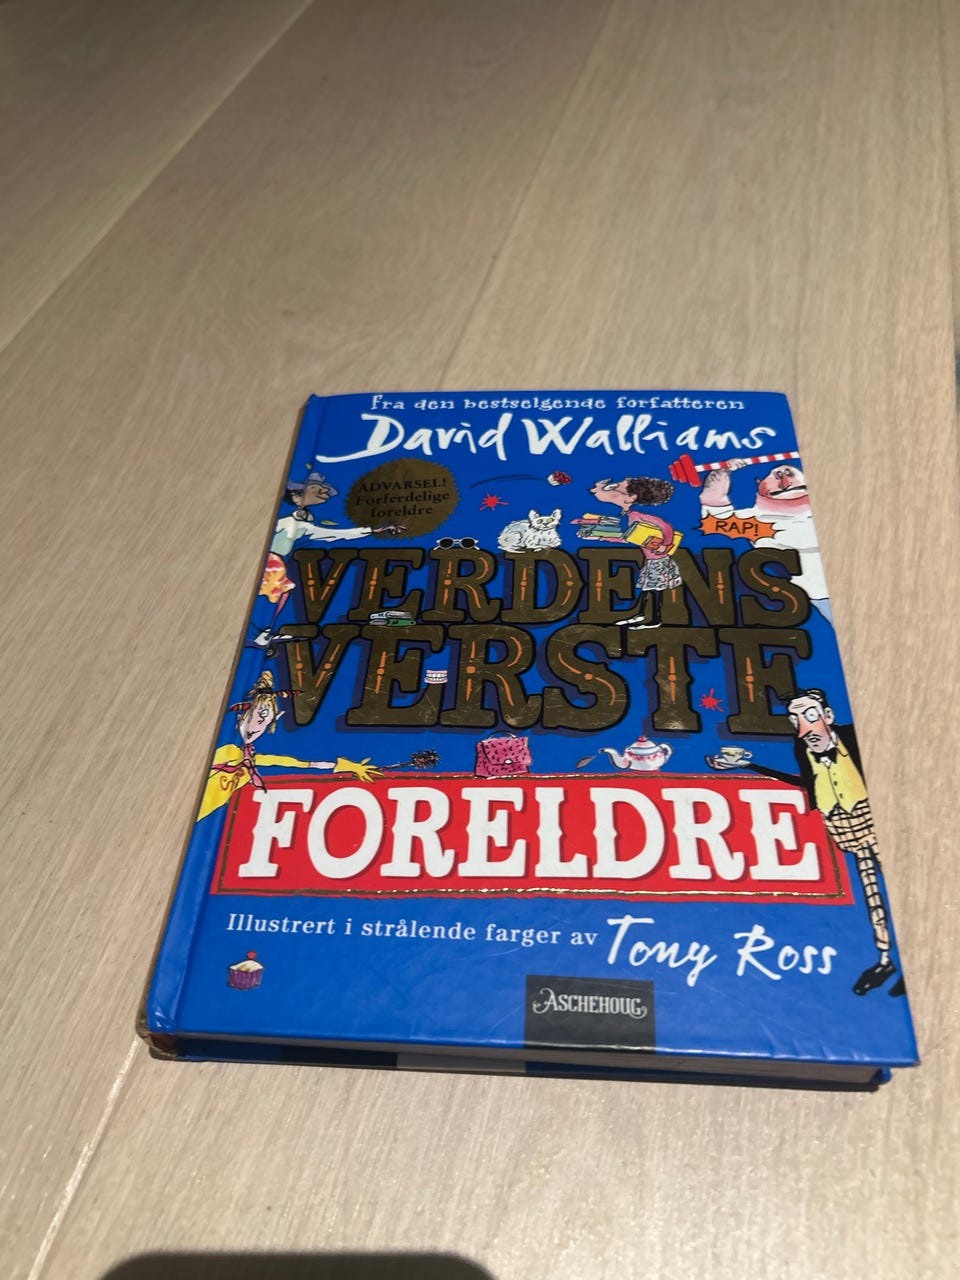 Fra den bestselgende forfatteren
David Walliams
ADVARSEL!
Forferdelige
foreldre
RAP!
VERDENS
VERSTE
FORELDRE
Illustrert i strålende farger av Tony Ross
ASCHEHOUG